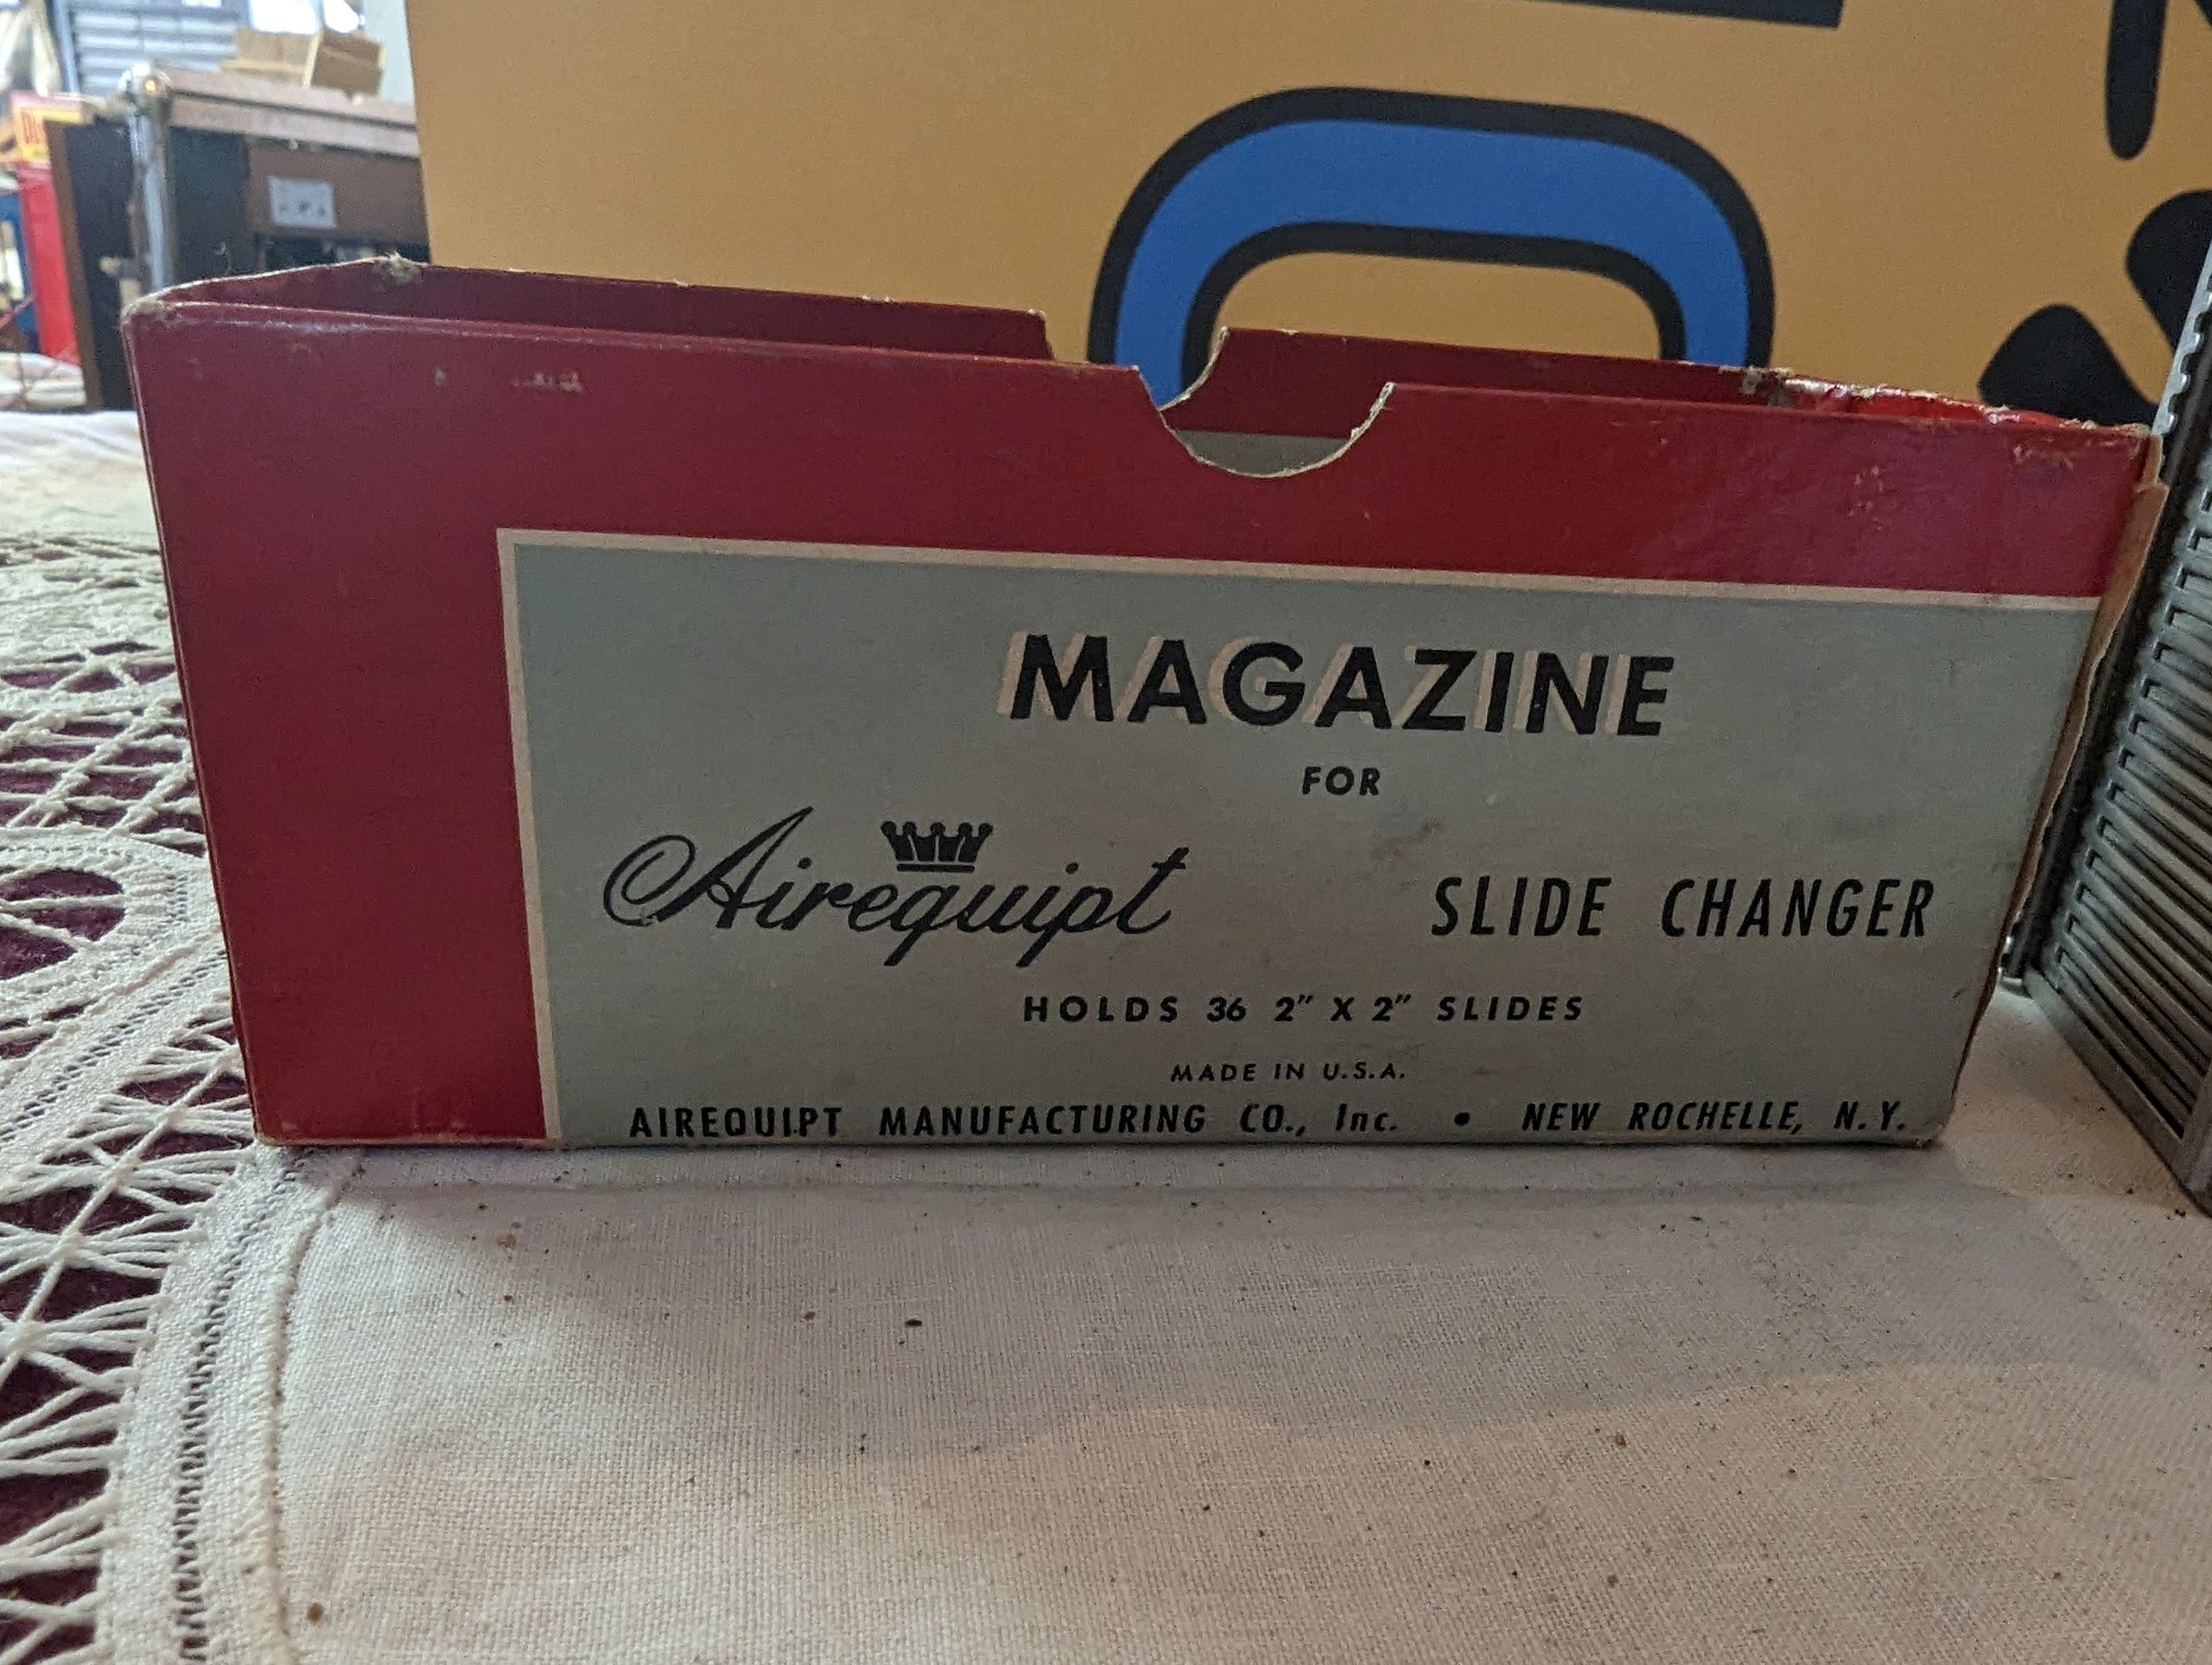 MAGAZINE
FOR
Airequipt SLIDE CHANGER
HOLDS 36 2" X 2" SLIDES
MADE IN U.S.A.
AIREQUIPT MANUFACTURING CO., Inc. • NEW ROCHELLE, N.Y.